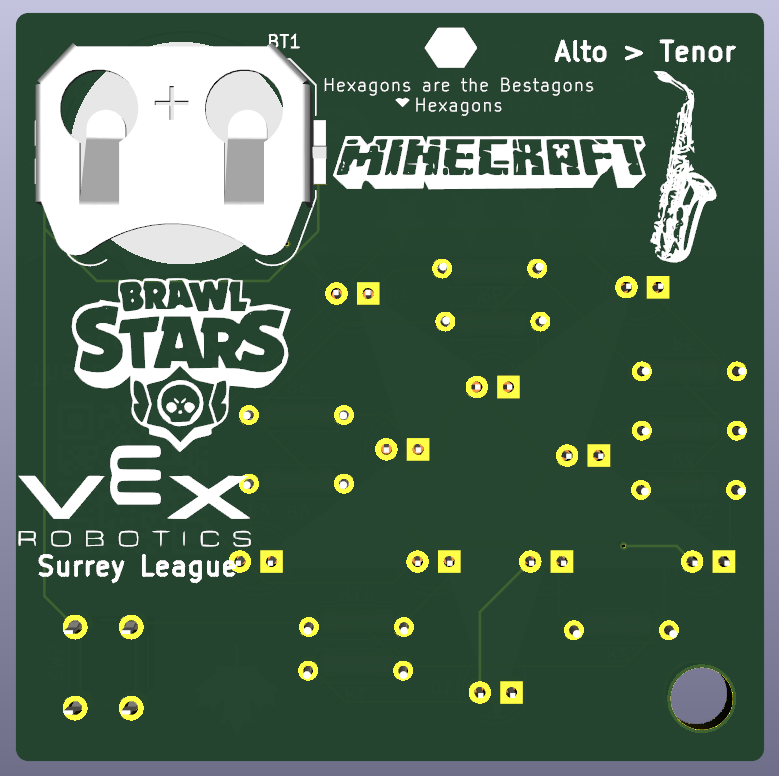 BT1
Alto > Tenor
Hexagons are the Bestagons
Hexagons
MINECRAFT
BRAWL
STARS
VEX
ROBOTICS
Surrey League